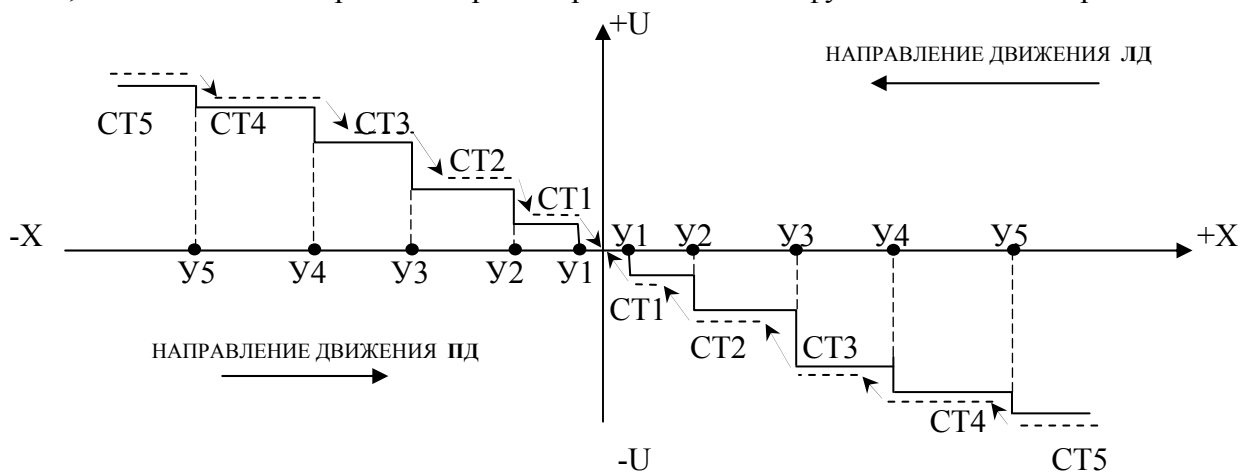 +U
НАПРАВЛЕНИЕ ДВИЖЕНИЯ ЛД
СТ5
СТ4
СТ3
СТ2
СТ1
-X
У5
У4
У3
У2
У1
У1
У2
У3
У4
У5
+X
СТ1
СТ2
СТ3
СТ4
СТ5
НАПРАВЛЕНИЕ ДВИЖЕНИЯ ПД
-U